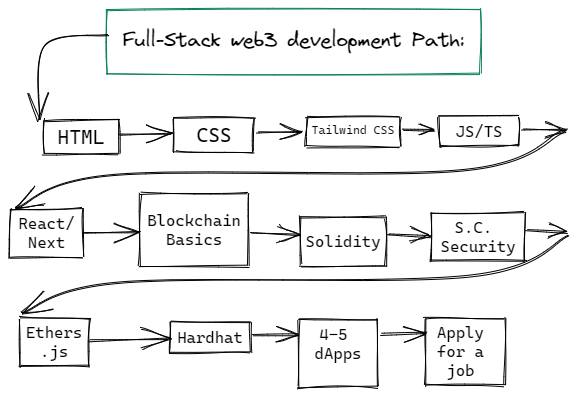 Full-Stack web3 development Path:
HTML
CSS
Tailwind CSS
JS/TS
React/
Next
Blockchain
Basics
Solidity
S.C.
Security
Ethers
.js
Hardhat
4-5
dApps
Apply
for a
job